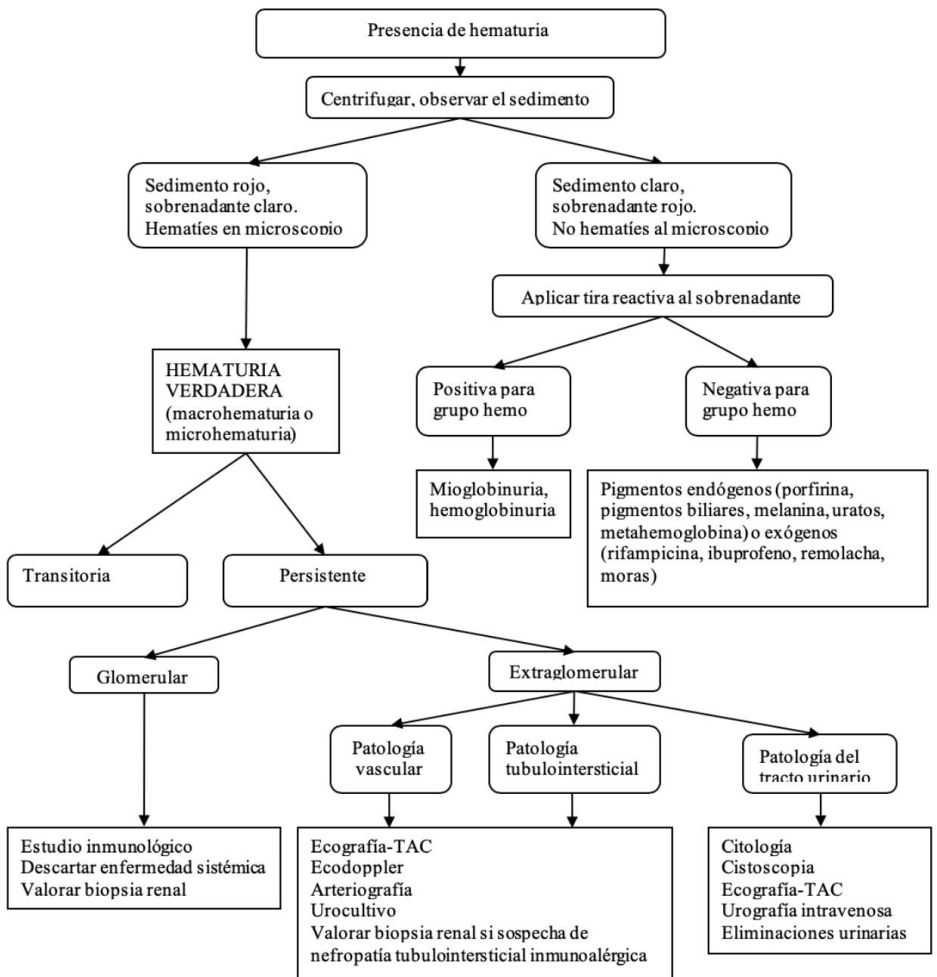 Presencia de hematuria
Centrifugar, observar el sedimento
Sedimento rojo,
sobrenadante claro.
Hematíes en microscopio
Sedimento claro,
sobrenadante rojo.
No hematíes al microscopio
Aplicar tira reactiva al sobrenadante
HEMATURIA
VERDADERA
(macrohematuria o
microhematuria)
Positiva para
grupo hemo
Negativa para
grupo hemo
Mioglobinuria,
hemoglobinuria
Pigmentos endógenos (porfirina,
pigmentos biliares, melanina, uratos,
metahemoglobina) o exógenos
(rifampicina, ibuprofeno, remolacha,
moras)
Transitoria
Persistente
Glomerular
Extraglomerular
Patología
vascular
Patología
tubulointersticial
Patología del
tracto urinario
Estudio inmunológico
Descartar enfermedad sistémica
Valorar biopsia renal
Ecografía-TAC
Ecodoppler
Arteriografía
Urocultivo
Valorar biopsia renal si sospecha de
nefropatía tubulointersticial inmunoalérgica
Citología
Cistoscopia
Ecografía-TAC
Urografía intravenosa
Eliminaciones urinarias